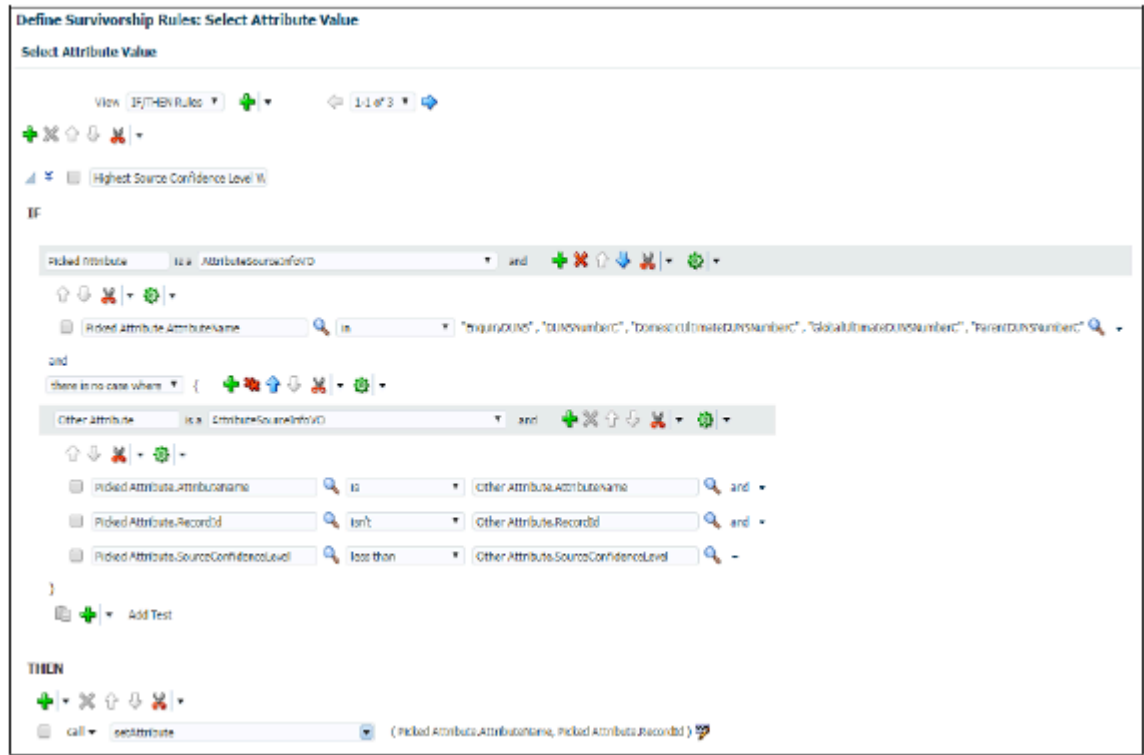 Define Survivorship Rules: Select Attribute Value
Select Attribute Value
View IF/THEN Rules 1-1 of 3
Highest Source Confidence Level W
IF
Picked Attribute is a AttributeSourceInfoVO and
Picked Attribute.AttributeName in "EnquiryDUNS", "DUNSNumberC", "DomesticUltimateDUNSNumberC", "GlobalUltimateDUNSNumberC", "ParentDUNSNumberC"
and
there is no case where {
Other Attribute is a AttributeSourceInfoVO and
Picked Attribute.AttributeName is Other Attribute.AttributeName and
Picked Attribute.RecordId isn't Other Attribute.RecordId and
Picked Attribute.SourceConfidenceLevel less than Other Attribute.SourceConfidenceLevel
}
Add Test
THEN
call setAttribute ( Picked Attribute.AttributeName, Picked Attribute.RecordId )